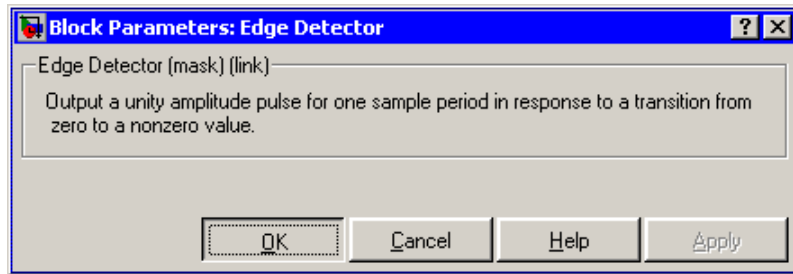 Block Parameters: Edge Detector
Edge Detector (mask) (link)
Output a unity amplitude pulse for one sample period in response to a transition from
zero to a nonzero value.
OK Cancel Help Apply